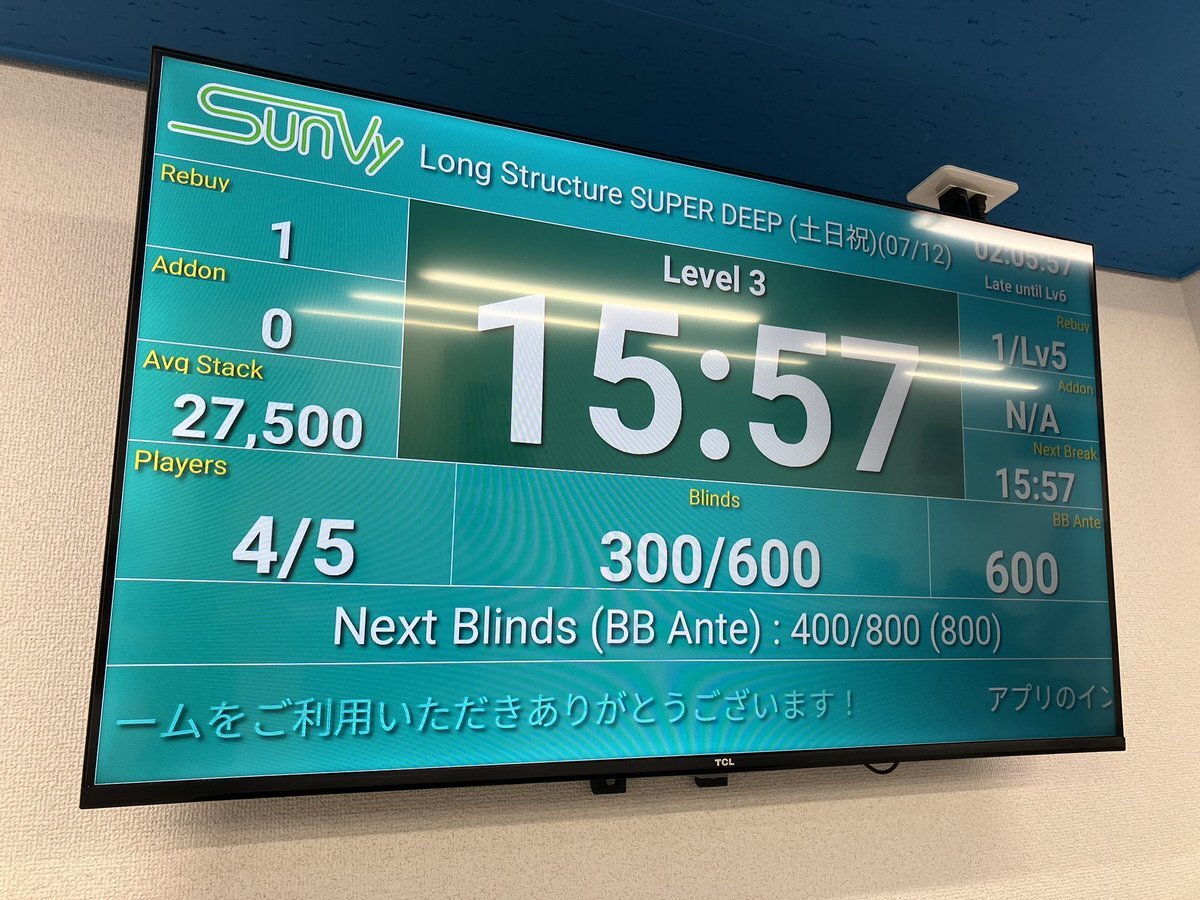 SunVy
Long Structure SUPER DEEP (土日祝)(07/12)
02:05:57
Late until Lv6
Rebuy
1
Addon
0
Avg Stack
27,500
Players
4/5
Level 3
15:57
Rebuy
1/Lv5
Addon
N/A
Next Break
15:57
Blinds
300/600
BB Ante
600
Next Blinds (BB Ante) : 400/800 (800)
ームをご利用いただきありがとうございます！ アプリのイン
TCL